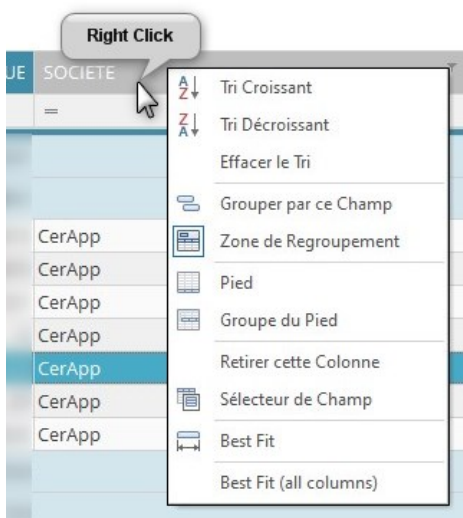 Right Click
UE SOCIETE
=
Tri Croissant
Tri Décroissant
Effacer le Tri
Grouper par ce Champ
Zone de Regroupement
Pied
Groupe du Pied
Retirer cette Colonne
Sélecteur de Champ
Best Fit
Best Fit (all columns)
CerApp
CerApp
CerApp
CerApp
CerApp
CerApp
CerApp